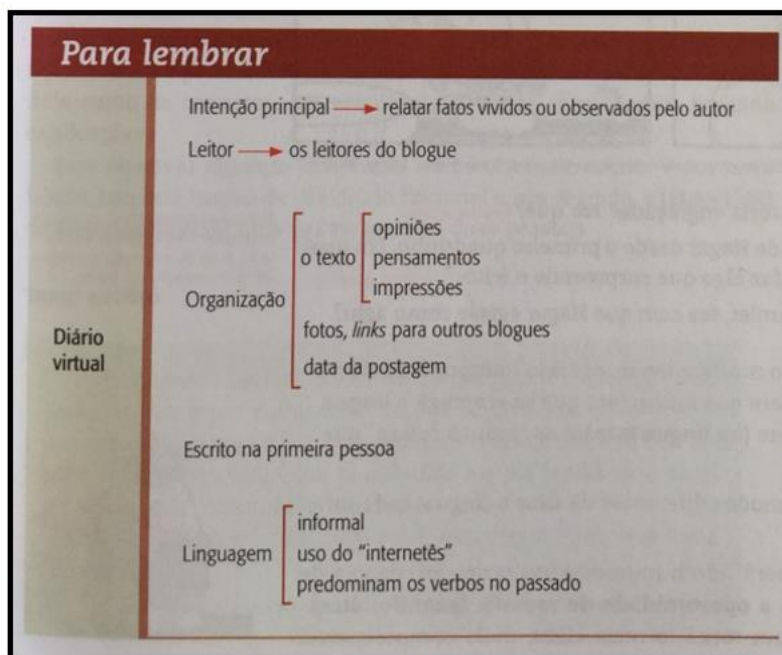 Para lembrar
Intenção principal → relatar fatos vividos ou observados pelo autor
Leitor → os leitores do blogue
Organização
o texto
opiniões
pensamentos
impressões
fotos, links para outros blogues
data da postagem
Diário
virtual
Escrito na primeira pessoa
Linguagem
informal
uso do “internetês”
predominam os verbos no passado